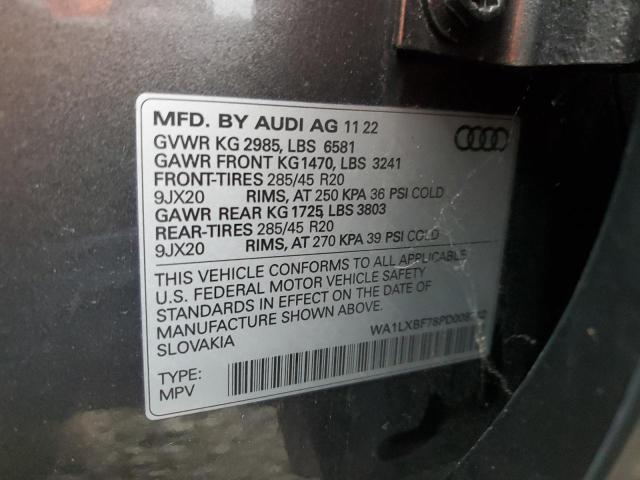 MFD. BY AUDI AG 11 22
GVWR KG 2985, LBS 6581
GAWR FRONT KG1470, LBS 3241
FRONT-TIRES 285/45 R20
9JX20 RIMS, AT 250 KPA 36 PSI COLD
GAWR REAR KG 1725, LBS 3803
REAR-TIRES 285/45 R20
9JX20 RIMS, AT 270 KPA 39 PSI COLD
THIS VEHICLE CONFORMS TO ALL APPLICABLE
U.S. FEDERAL MOTOR VEHICLE SAFETY
STANDARDS IN EFFECT ON THE DATE OF
MANUFACTURE SHOWN ABOVE.
SLOVAKIA
TYPE:
MPV